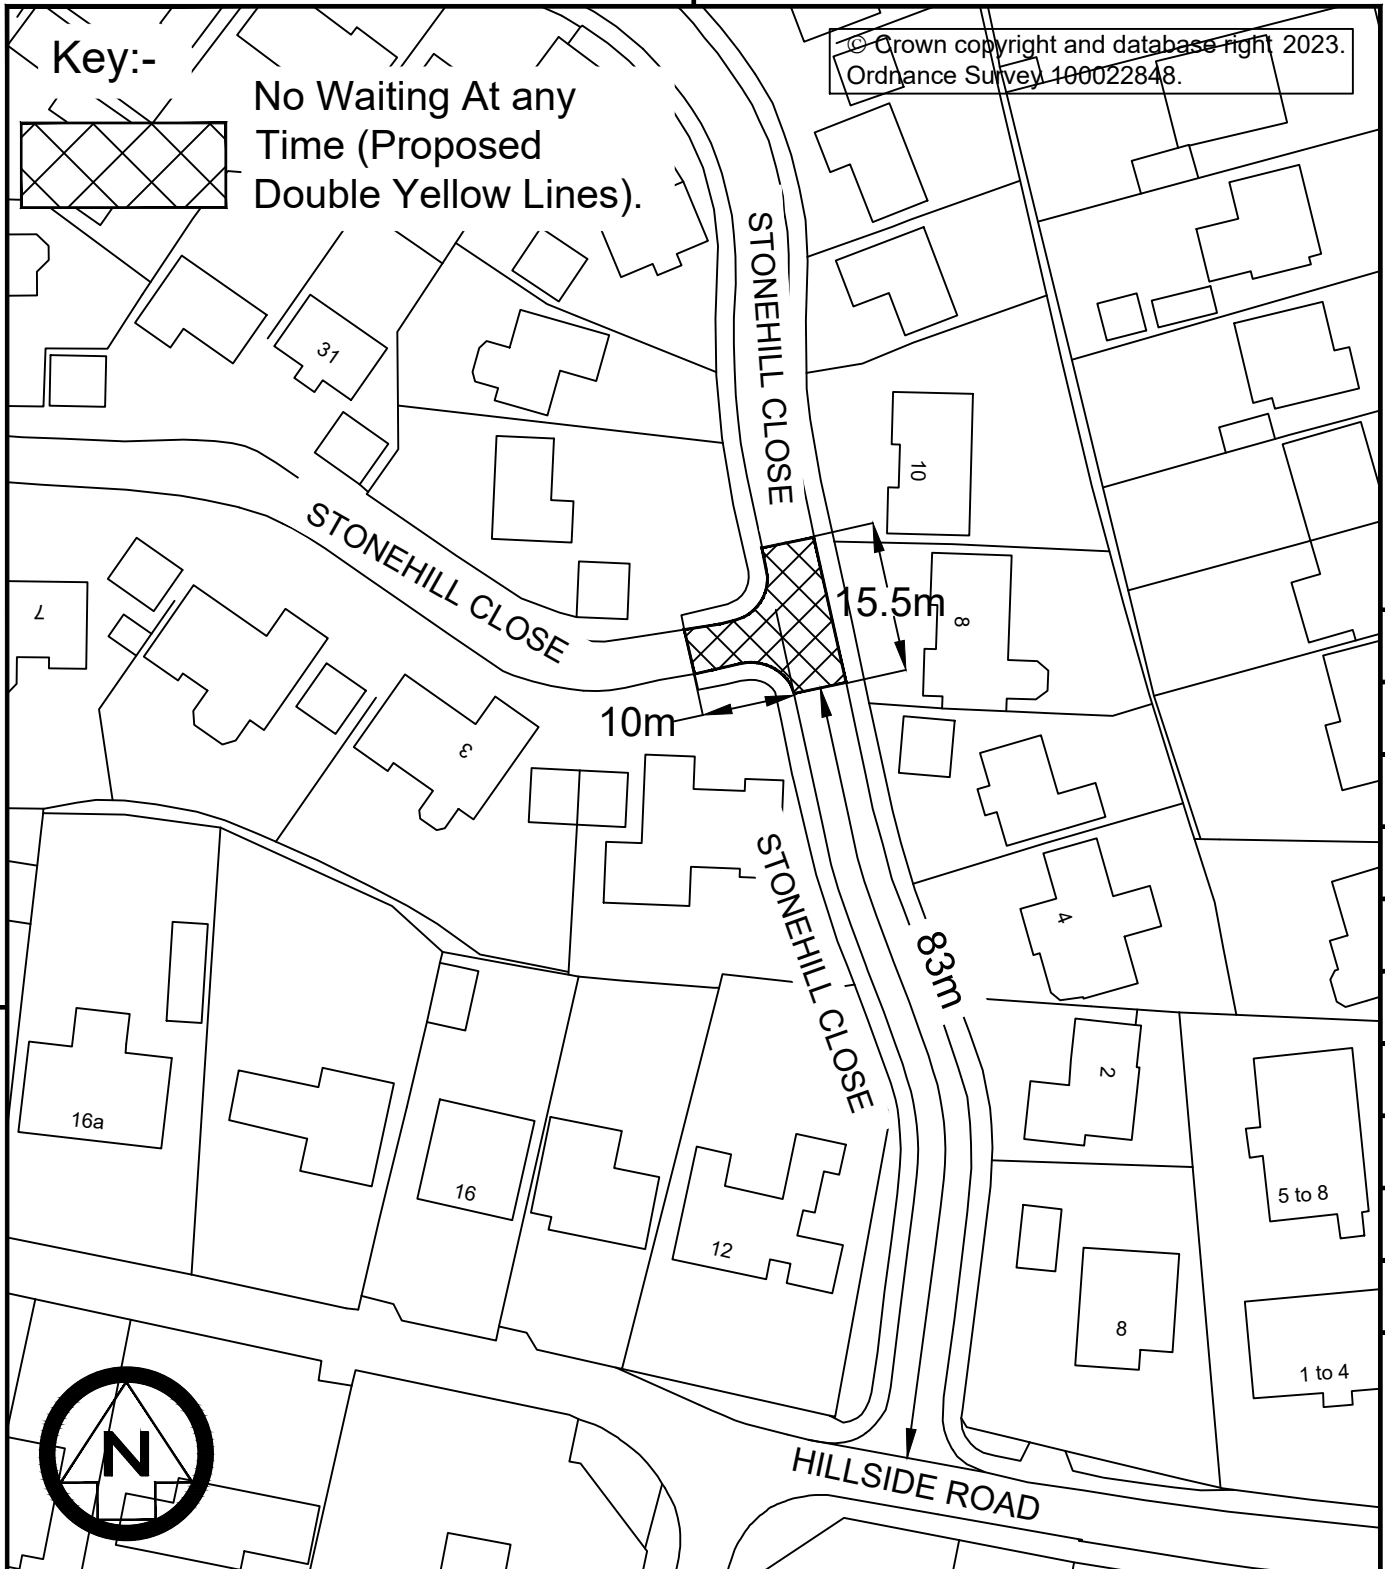 Key:-
© Crown copyright and database right 2023.
Ordnance Survey 100022848.
No Waiting At any
Time (Proposed
Double Yellow Lines).
STONEHILL CLOSE
31
10
STONEHILL CLOSE
15.5m
7
8
10m
3
STONEHILL CLOSE
4
83m
2
16a
16
12
5 to 8
8
1 to 4
N
HILLSIDE ROAD